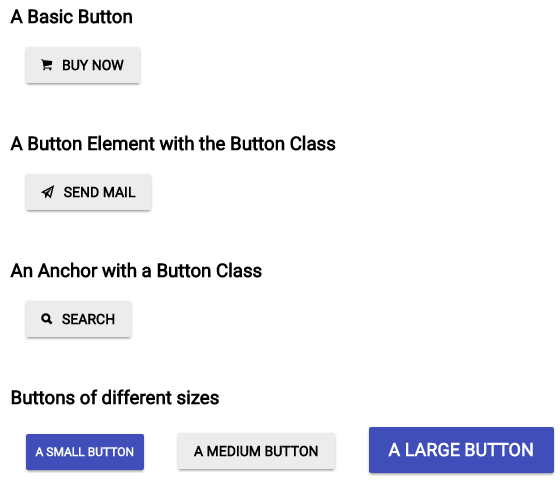 A Basic Button
BUY NOW
A Button Element with the Button Class
SEND MAIL
An Anchor with a Button Class
SEARCH
Buttons of different sizes
A SMALL BUTTON A MEDIUM BUTTON A LARGE BUTTON